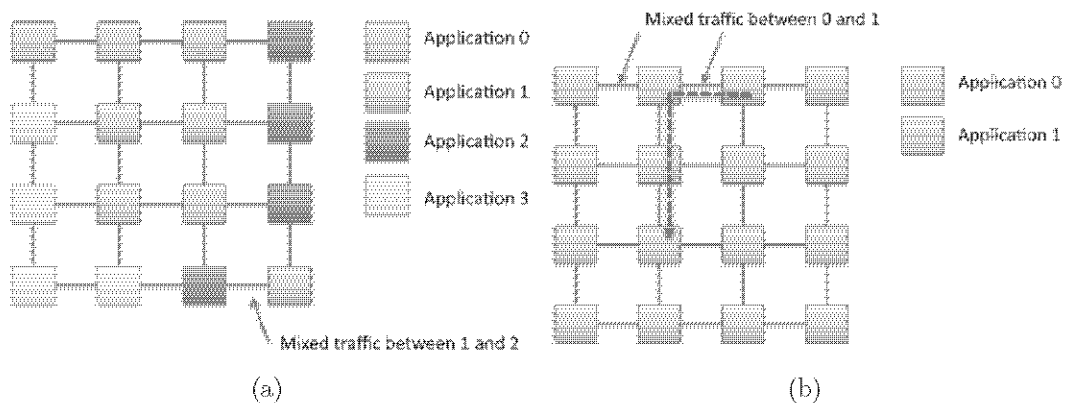 Application 0
Application 1
Application 2
Application 3
Mixed traffic between 1 and 2
(a)
Mixed traffic between 0 and 1
Application 0
Application 1
(b)